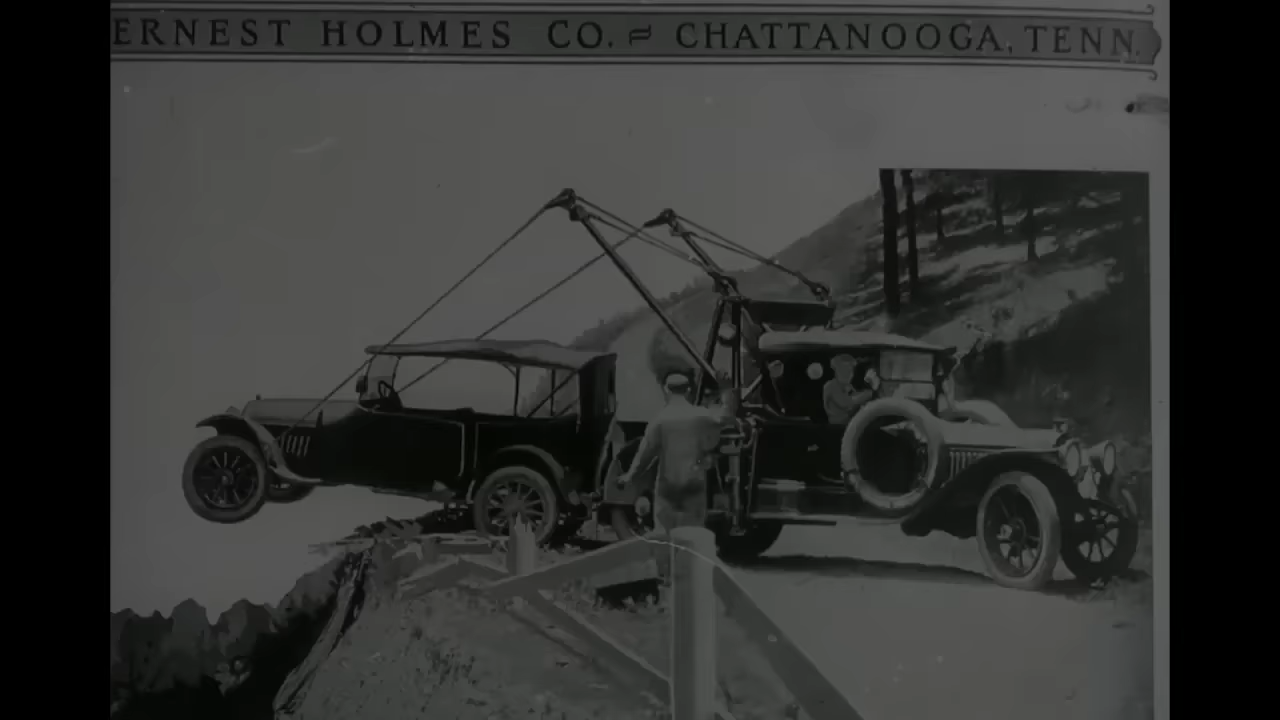 ERNEST HOLMES CO. = CHATTANOOGA, TENN.